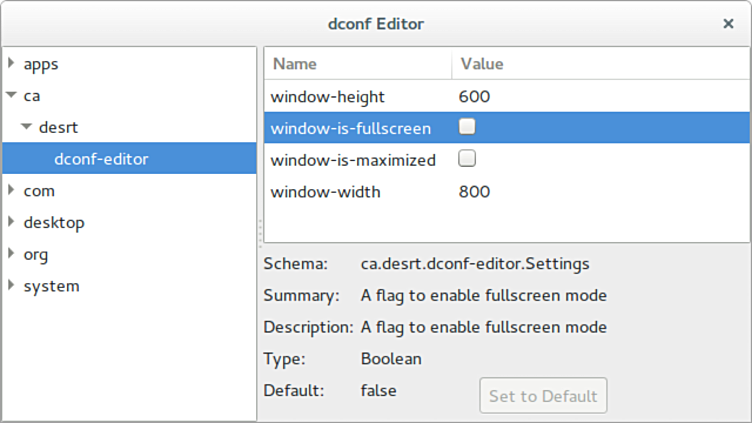 dconf Editor
apps
ca
desrt
dconf-editor
com
desktop
org
system
Name Value
window-height 600
window-is-fullscreen
window-is-maximized
window-width 800
Schema: ca.desrt.dconf-editor.Settings
Summary: A flag to enable fullscreen mode
Description: A flag to enable fullscreen mode
Type: Boolean
Default: false Set to Default